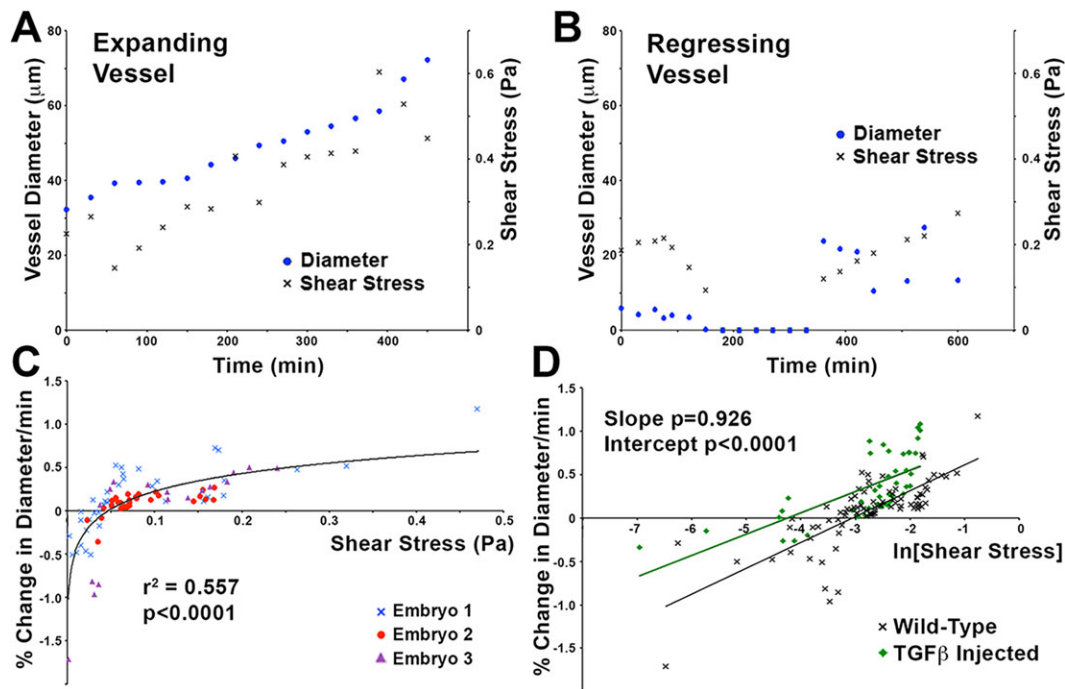 A
Expanding
Vessel
Vessel Diameter (μm)
80
60
40
20
0
0.6
0.4
0.2
0
Shear Stress (Pa)
Diameter
Shear Stress
0
100
200
300
400
Time (min)
B
Regressing
Vessel
Vessel Diameter (μm)
80
60
40
20
0
0.6
0.4
0.2
0
Shear Stress (Pa)
Diameter
Shear Stress
0
200
400
600
Time (min)
C
% Change in Diameter/min
1.5
1
0.5
0
-0.5
-1
-1.5
0.1
0.2
0.3
0.4
0.5
Shear Stress (Pa)
r² = 0.557
p<0.0001
Embryo 1
Embryo 2
Embryo 3
D
% Change in Diameter/min
1.5
1
0.5
0
-0.5
-1.0
-1.5
Slope p=0.926
Intercept p<0.0001
-7
-6
-5
-4
-3
-2
-1
0
ln[Shear Stress]
Wild-Type
TGFβ Injected